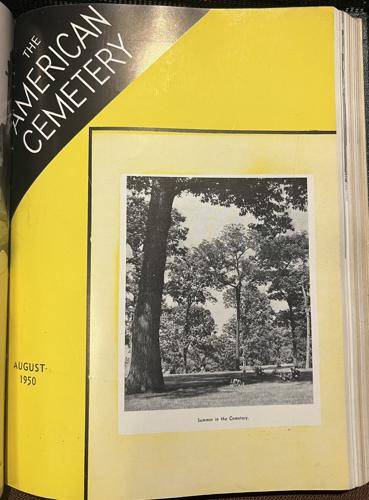 THE
AMERICAN
CEMETERY
AUGUST
1950
Summer in the Cemetery.